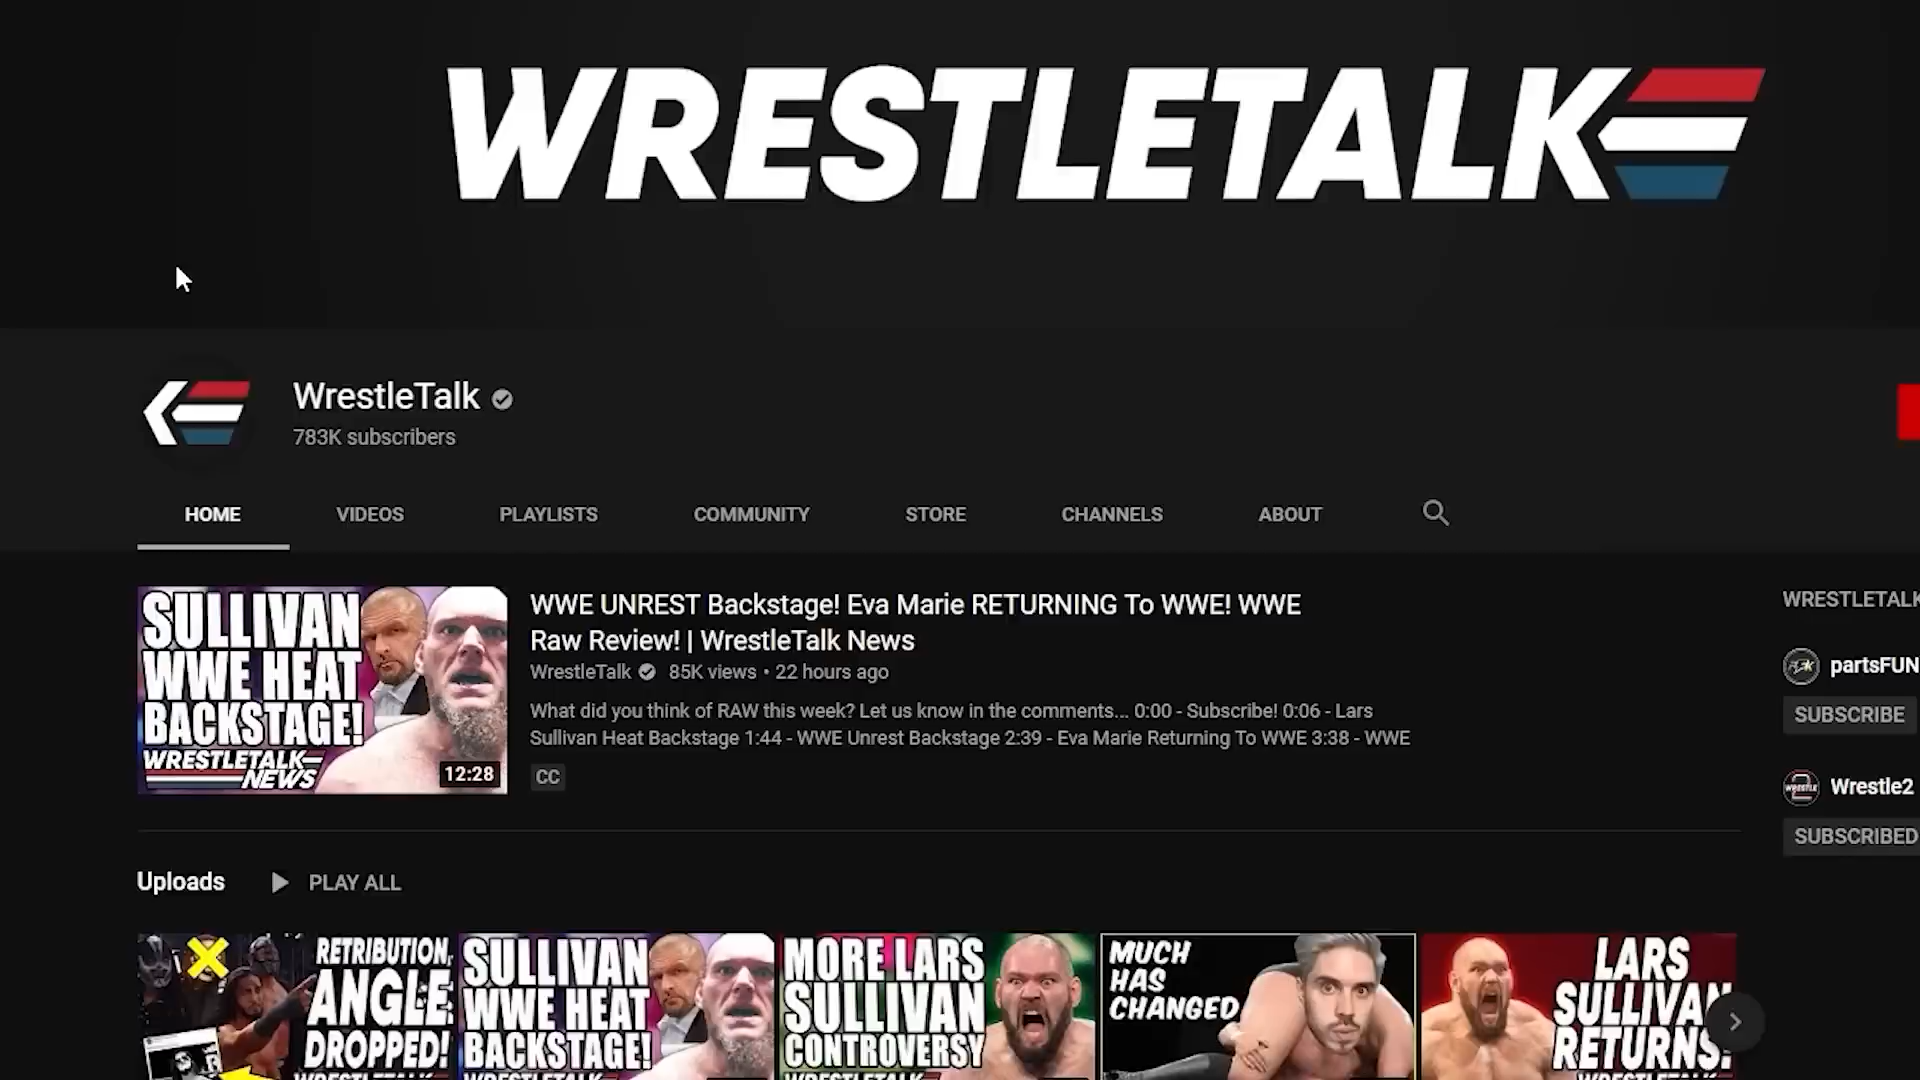 WRESTLETALK
WrestleTalk
783K subscribers
HOME
VIDEOS
PLAYLISTS
COMMUNITY
STORE
CHANNELS
ABOUT
SULLIVAN
WWE HEAT
BACKSTAGE!
WRESTLETALK
NEWS
12:28
WWE UNREST Backstage! Eva Marie RETURNING To WWE! WWE
Raw Review! | WrestleTalk News
WrestleTalk 85K views • 22 hours ago
What did you think of RAW this week? Let us know in the comments... 0:00 - Subscribe! 0:06 - Lars
Sullivan Heat Backstage 1:44 - WWE Unrest Backstage 2:39 - Eva Marie Returning To WWE 3:38 - WWE
CC
WRESTLETALK
partsFUN
SUBSCRIBE
Wrestle2
SUBSCRIBED
Uploads
PLAY ALL
RETRIBUTION
ANGLE
DROPPED!
SULLIVAN
WWE HEAT
BACKSTAGE!
WRESTLETALK
MORE LARS
SULLIVAN
CONTROVERSY
WRESTLETALK
MUCH
HAS
CHANGED
LARS
SULLIVAN
RETURNS!